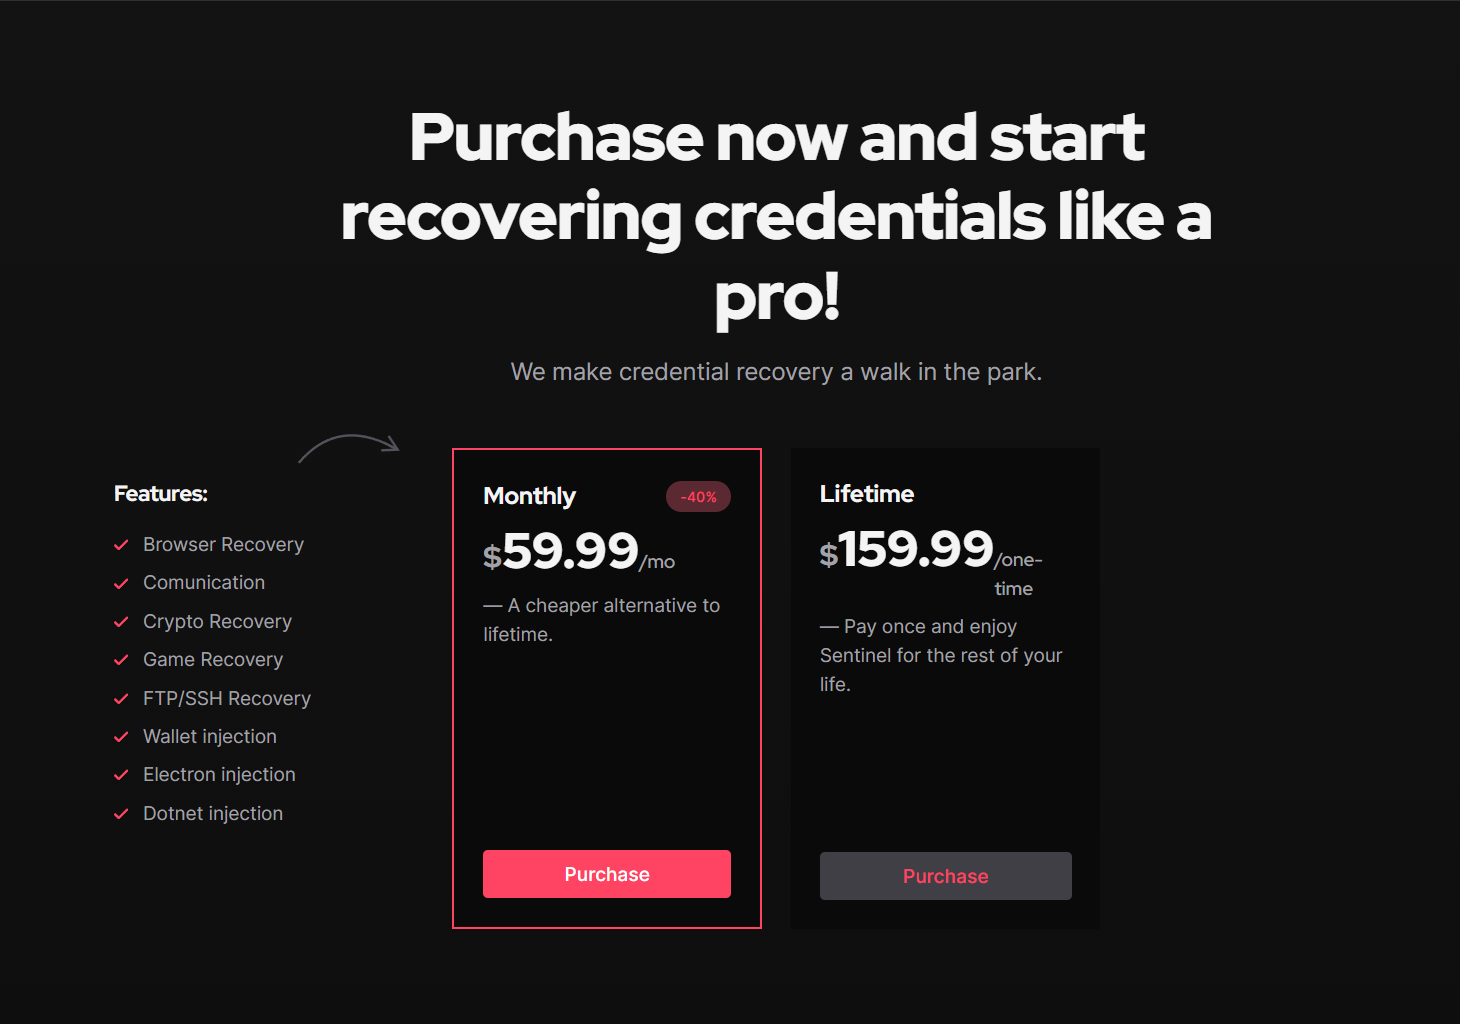 Purchase now and start
recovering credentials like a
pro!
We make credential recovery a walk in the park.
Features:
Browser Recovery
Comunication
Crypto Recovery
Game Recovery
FTP/SSH Recovery
Wallet injection
Electron injection
Dotnet injection
Monthly
-40%
$59.99/mo
— A cheaper alternative to
lifetime.
Purchase
Lifetime
$159.99/one-
time
— Pay once and enjoy
Sentinel for the rest of your
life.
Purchase